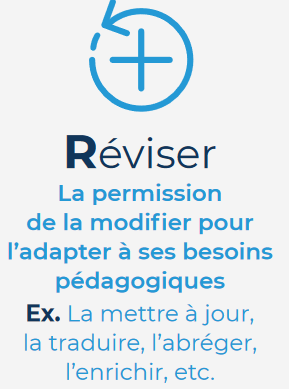 Réviser
La permission
de la modifier pour
l'adapter à ses besoins
pédagogiques
Ex. La mettre à jour,
la traduire, l'abréger,
l'enrichir, etc.